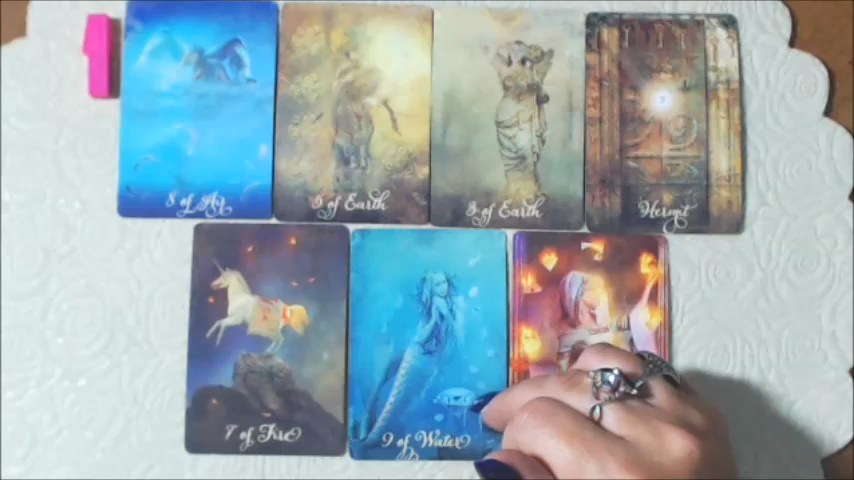 8 of Air
5 of Earth
8 of Earth
Hermit
7 of Fire
9 of Water